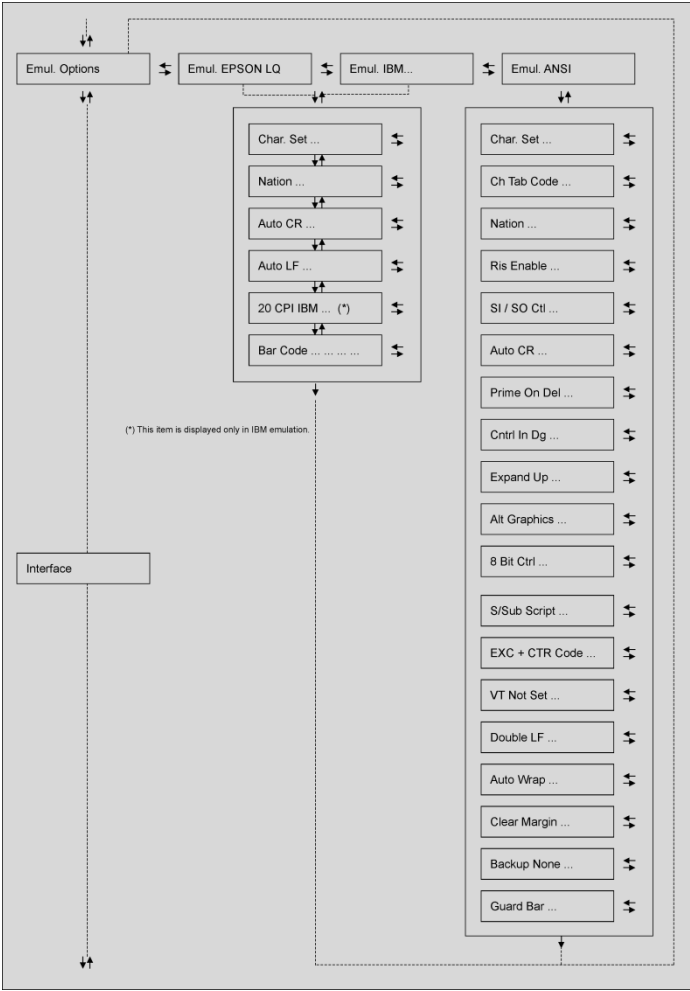 Emul. Options
Emul. EPSON LQ
Emul. IBM...
Emul. ANSI
Char. Set ...
Nation ...
Auto CR ...
Auto LF ...
20 CPI IBM ... (*)
Bar Code ... ... ... ...
(*) This item is displayed only in IBM emulation.
Char. Set ...
Ch Tab Code ...
Nation ...
Ris Enable ...
SI / SO Ctl ...
Auto CR ...
Prime On Del ...
Cntrl In Dg ...
Expand Up ...
Alt Graphics ...
8 Bit Ctrl ...
S/Sub Script ...
EXC + CTR Code ...
VT Not Set ...
Double LF ...
Auto Wrap ...
Clear Margin ...
Backup None ...
Guard Bar ...
Interface